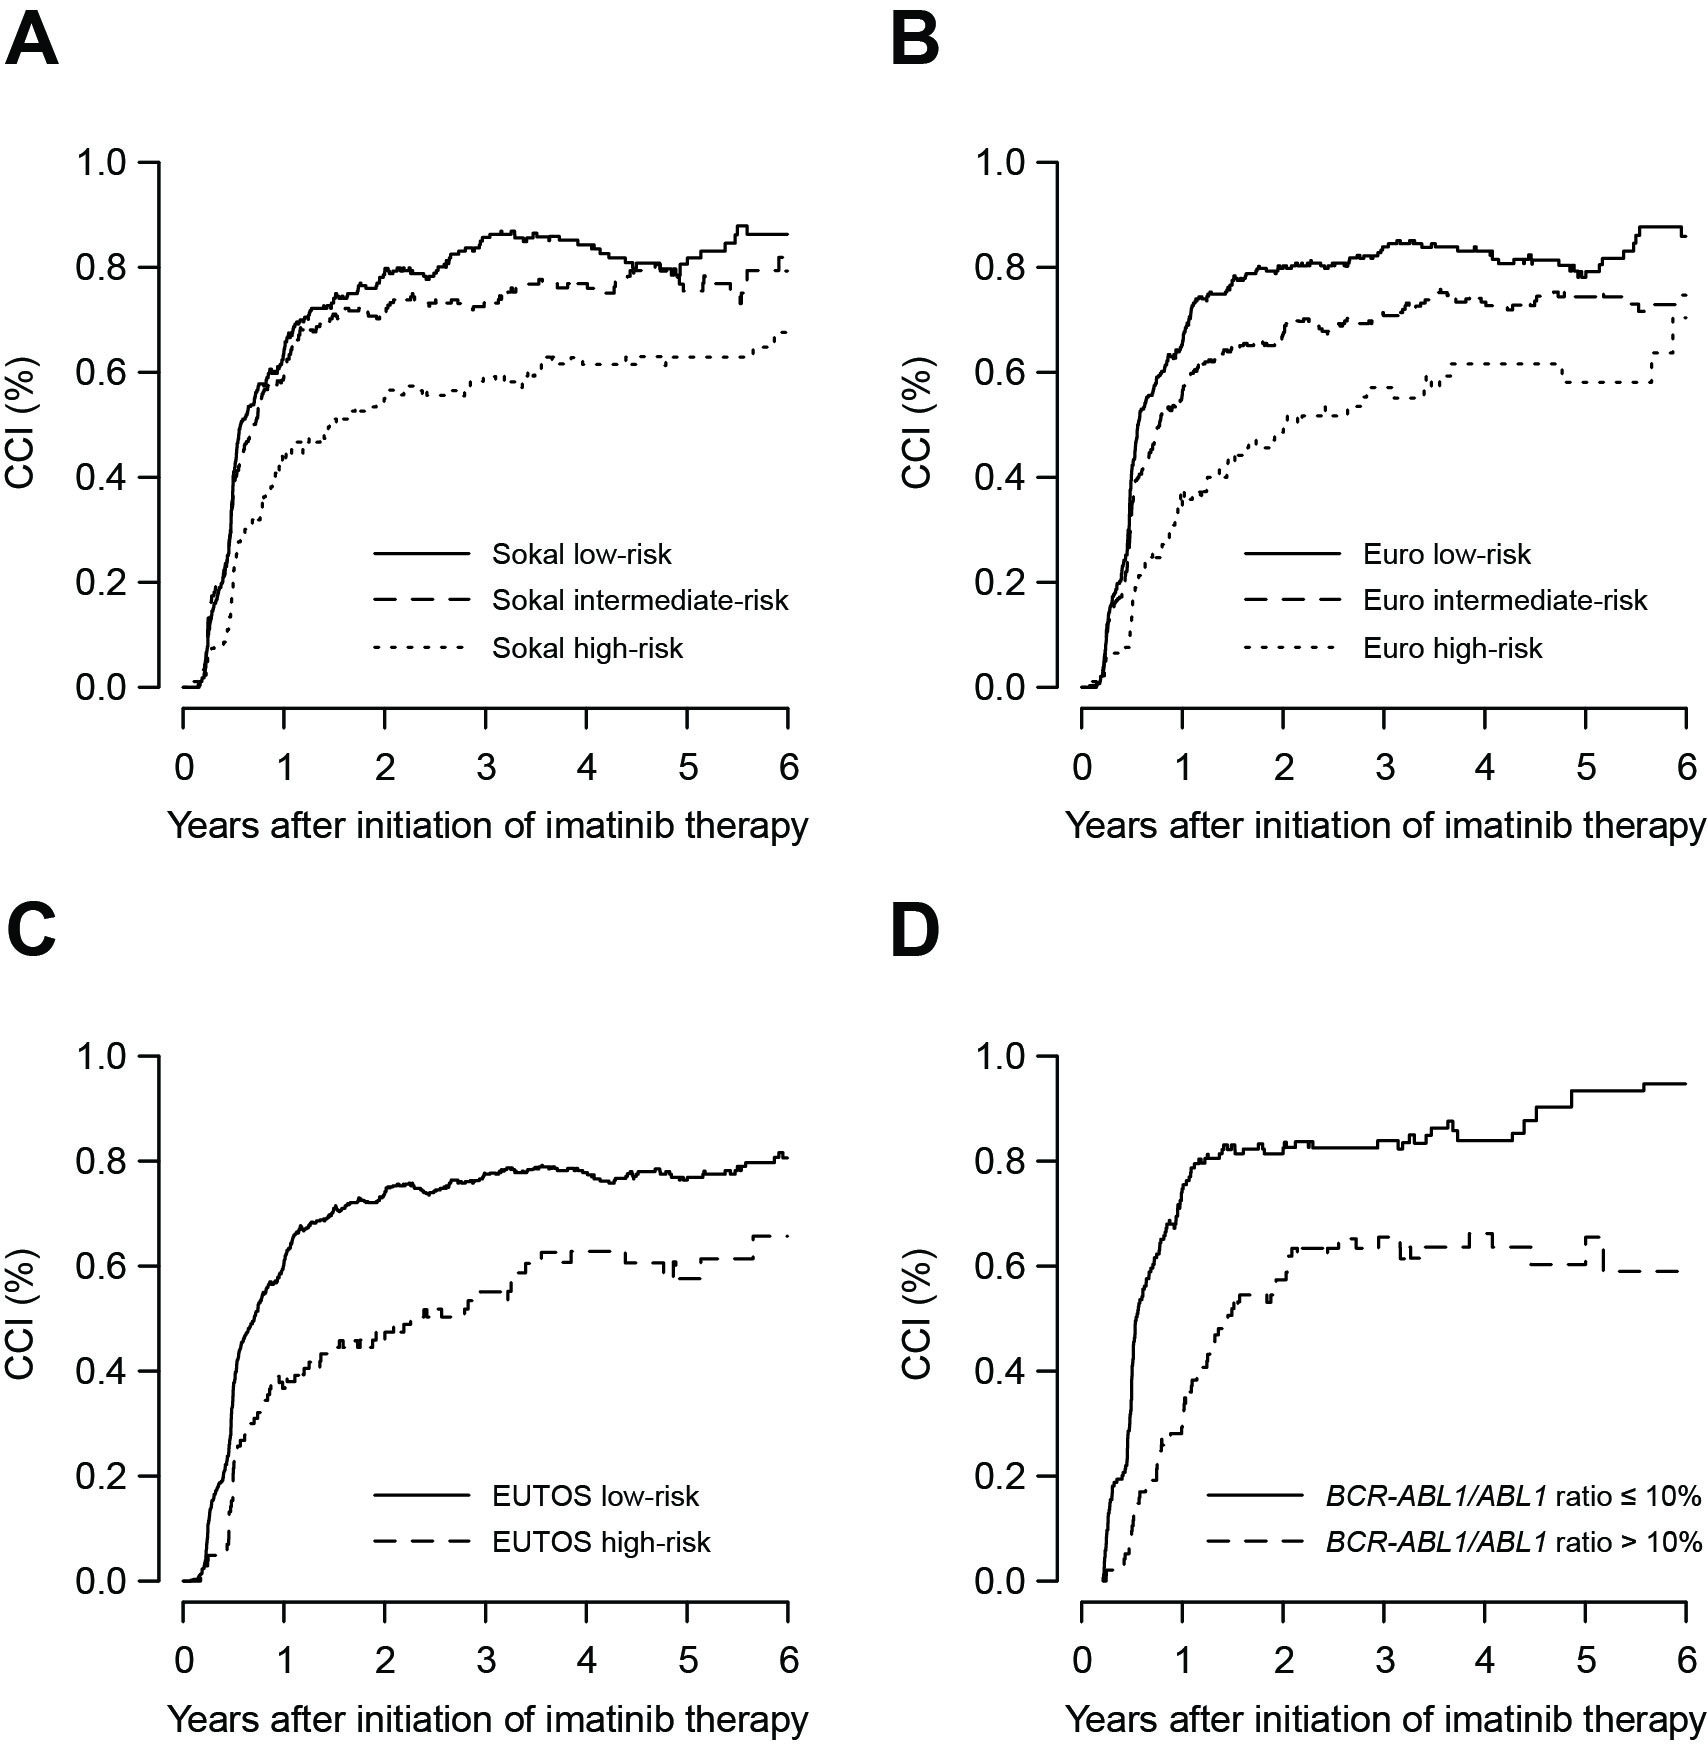 A
CCI (%)
1.0
0.8
0.6
0.4
0.2
0.0
Sokal low-risk
Sokal intermediate-risk
Sokal high-risk
0 1 2 3 4 5 6
Years after initiation of imatinib therapy
B
CCI (%)
1.0
0.8
0.6
0.4
0.2
0.0
Euro low-risk
Euro intermediate-risk
Euro high-risk
0 1 2 3 4 5 6
Years after initiation of imatinib therapy
C
CCI (%)
1.0
0.8
0.6
0.4
0.2
0.0
EUTOS low-risk
EUTOS high-risk
0 1 2 3 4 5 6
Years after initiation of imatinib therapy
D
CCI (%)
1.0
0.8
0.6
0.4
0.2
0.0
BCR-ABL1/ABL1 ratio ≤ 10%
BCR-ABL1/ABL1 ratio > 10%
0 1 2 3 4 5 6
Years after initiation of imatinib therapy